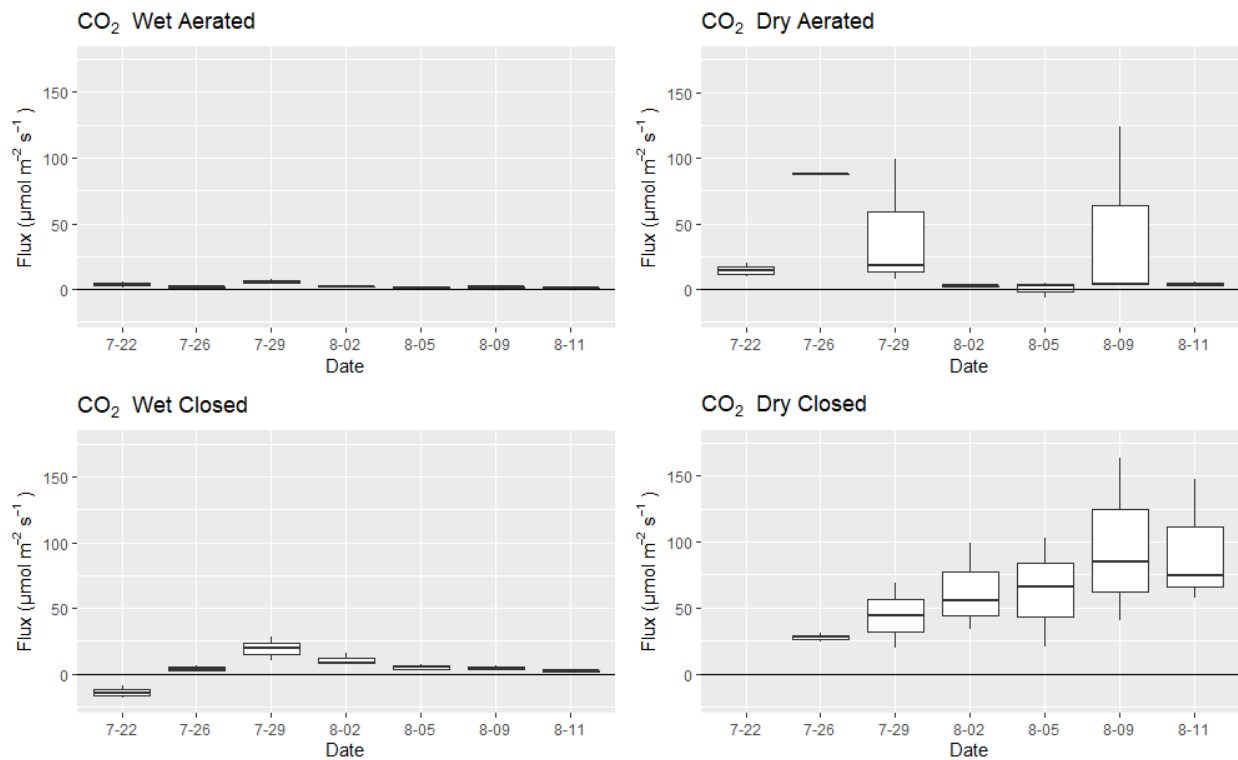 CO₂ Wet Aerated
Flux (µmol m⁻² s⁻¹ )
150
100
50
0
7-22 7-26 7-29 8-02 8-05 8-09 8-11
Date
CO₂ Dry Aerated
Flux (µmol m⁻² s⁻¹ )
150
100
50
0
7-22 7-26 7-29 8-02 8-05 8-09 8-11
Date
CO₂ Wet Closed
Flux (µmol m⁻² s⁻¹ )
150
100
50
0
7-22 7-26 7-29 8-02 8-05 8-09 8-11
Date
CO₂ Dry Closed
Flux (µmol m⁻² s⁻¹ )
150
100
50
0
7-22 7-26 7-29 8-02 8-05 8-09 8-11
Date